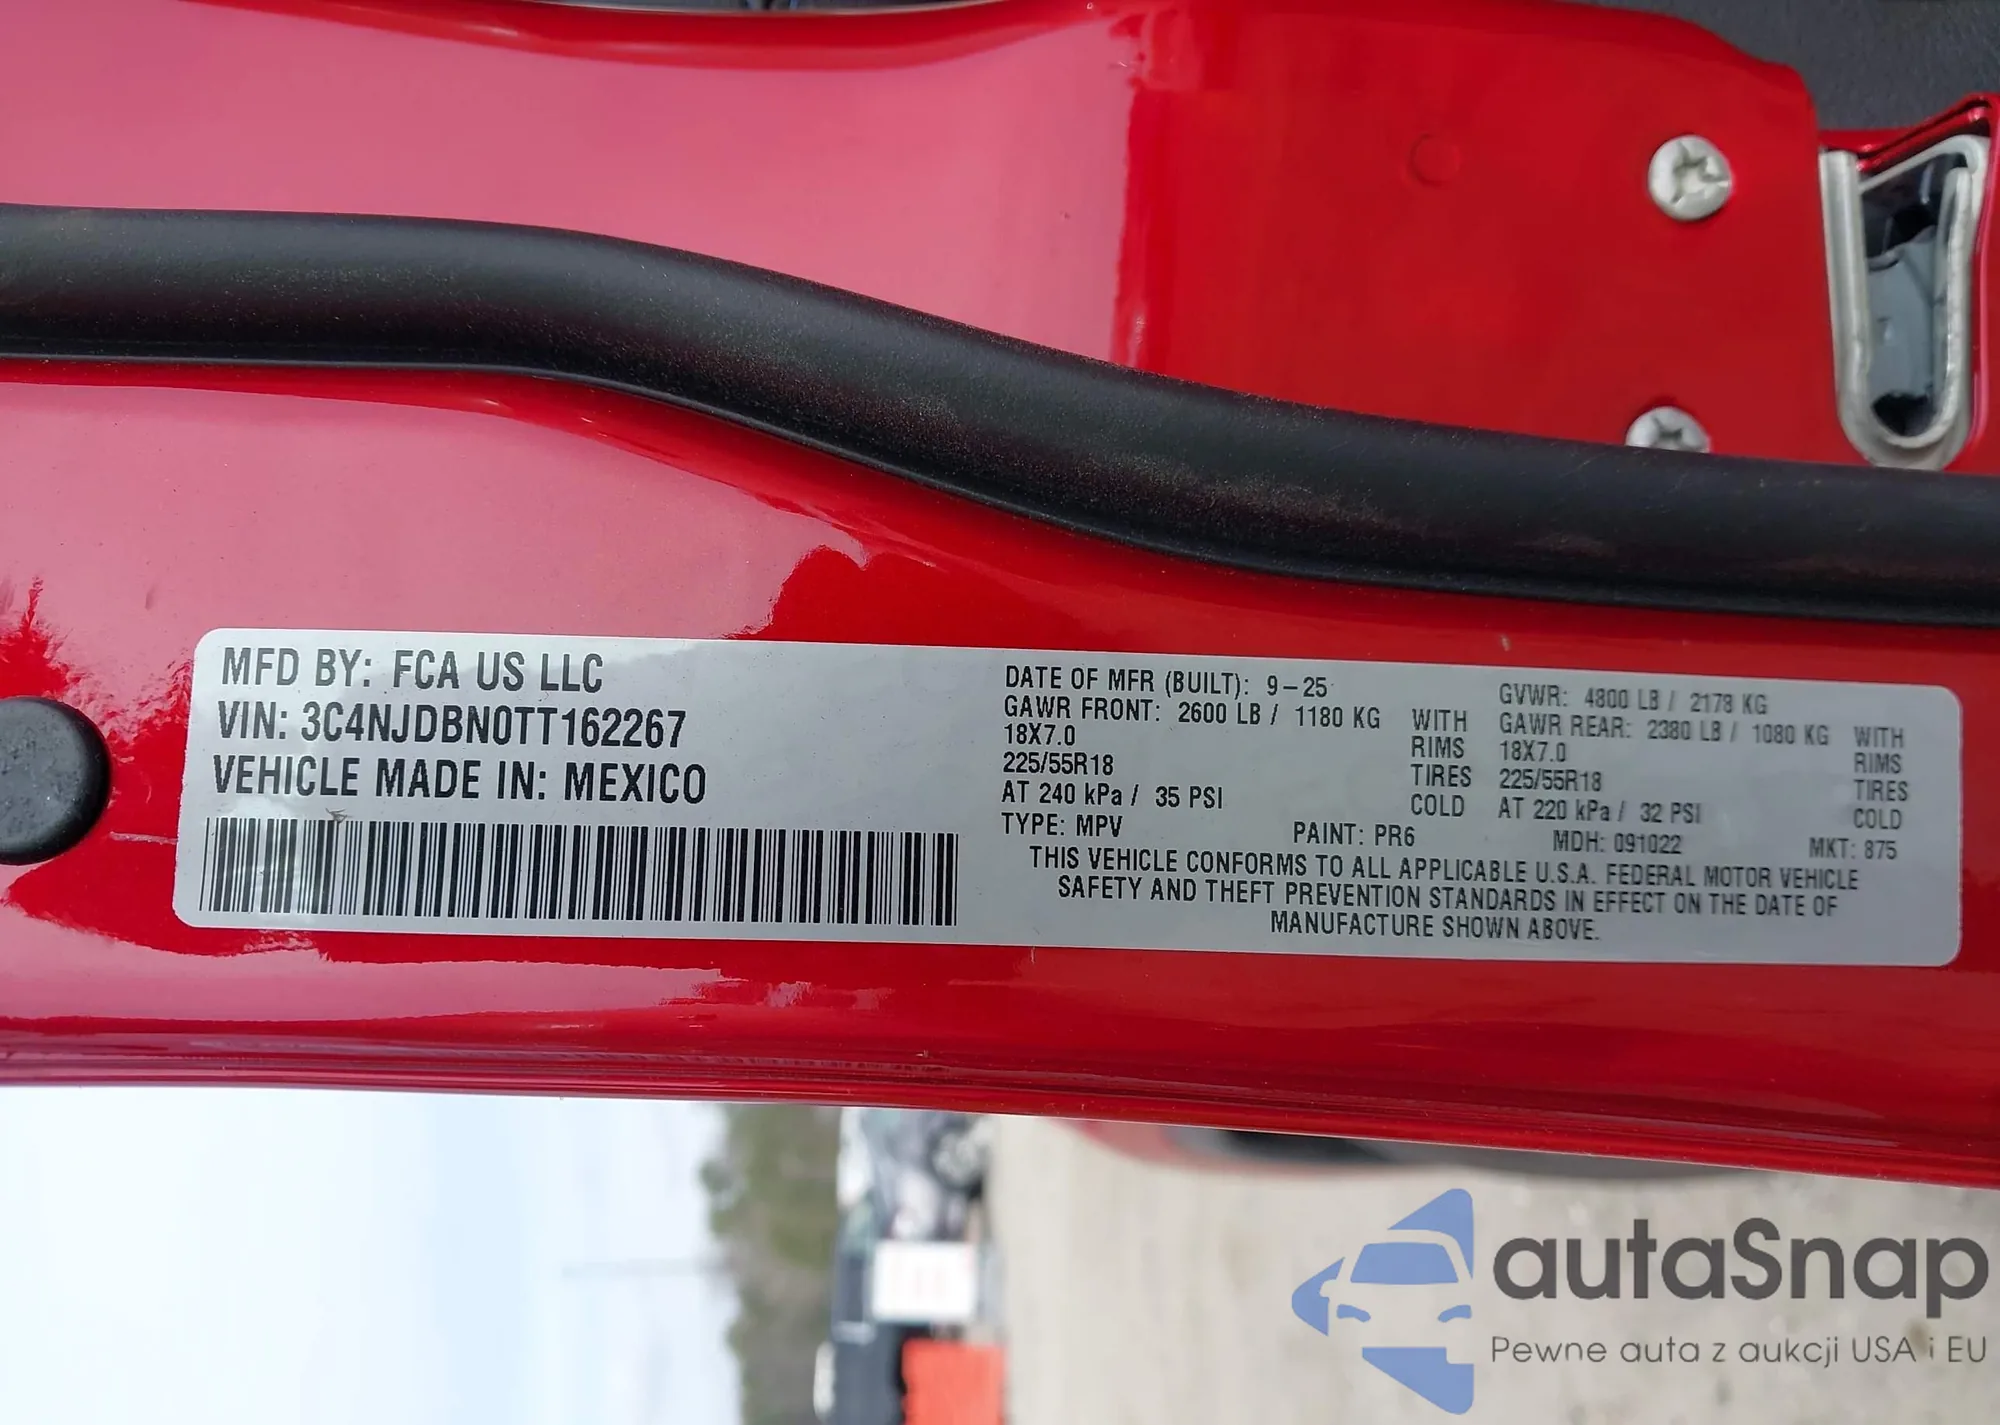 MFD BY: FCA US LLC
VIN: 3C4NJDBN0TT162267
VEHICLE MADE IN: MEXICO
DATE OF MFR (BUILT): 9-25 GVWR: 4800 LB / 2178 KG
GAWR FRONT: 2600 LB / 1180 KG WITH GAWR REAR: 2380 LB / 1080 KG WITH
18X7.0 RIMS 18X7.0 RIMS
225/55R18 TIRES 225/55R18 TIRES
AT 240 kPa / 35 PSI COLD AT 220 kPa / 32 PSI COLD
TYPE: MPV PAINT: PR6 MDH: 091022 MKT: 875
THIS VEHICLE CONFORMS TO ALL APPLICABLE U.S.A. FEDERAL MOTOR VEHICLE
SAFETY AND THEFT PREVENTION STANDARDS IN EFFECT ON THE DATE OF
MANUFACTURE SHOWN ABOVE.
autaSnap
Pewne auta z aukcji USA i EU